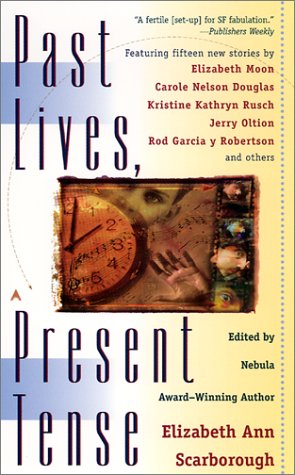 "A fertile [set-up] for SF fabulation."
—Publishers Weekly
Featuring fifteen new stories by
Elizabeth Moon
Carole Nelson Douglas
Kristine Kathryn Rusch
Jerry Oltion
Rod Garcia y Robertson
and others
Past
Lives,
Present
Tense
Edited by
Nebula
Award–Winning Author
Elizabeth Ann
Scarborough